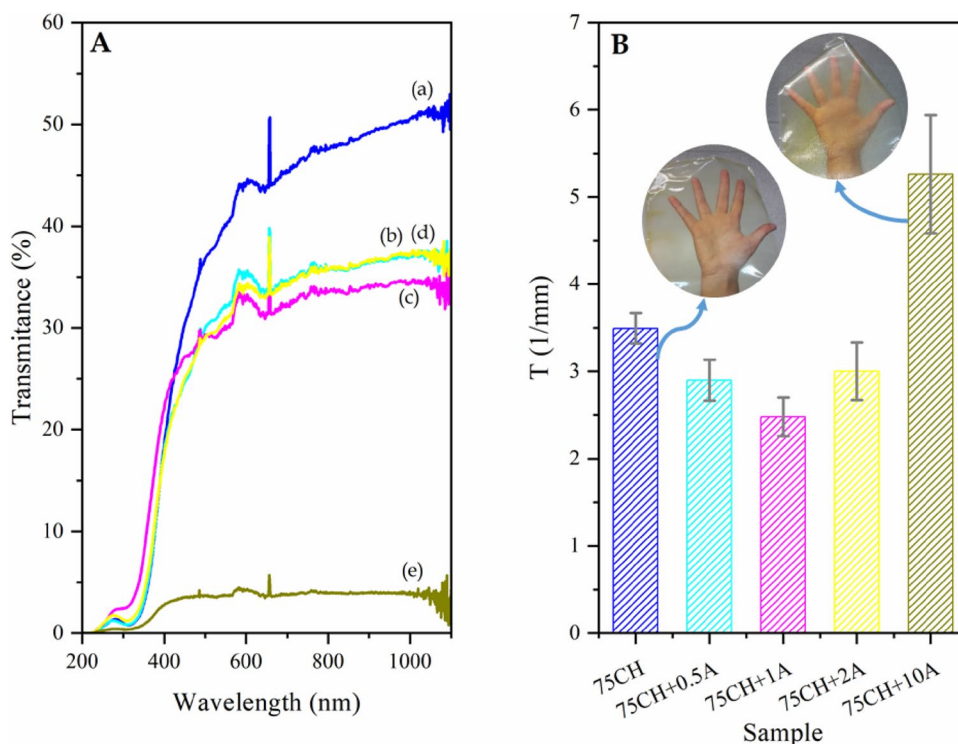 A
Transmitance (%)
60
50
40
30
20
10
0
(a)
(b) (d)
(c)
(e)
200 400 600 800 1000
Wavelength (nm)
B
T (1/mm)
7
6
5
4
3
2
1
0
75CH 75CH+0.5A 75CH+1A 75CH+2A 75CH+10A
Sample